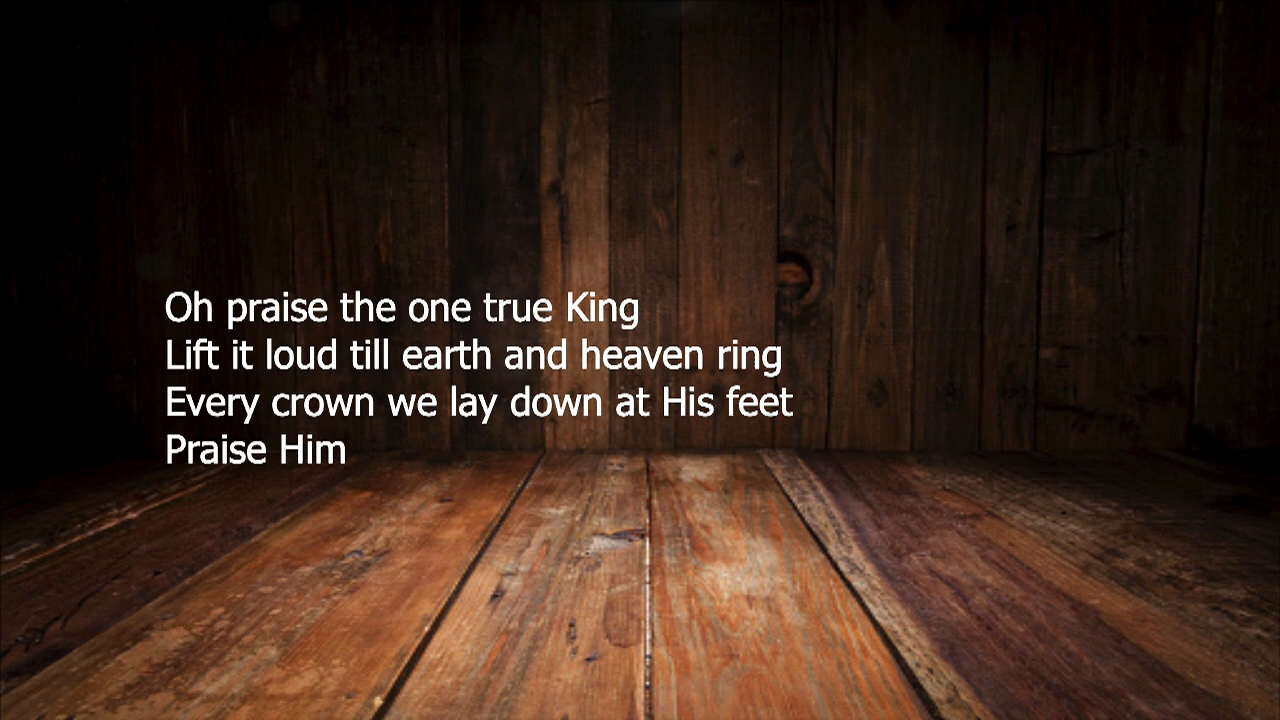 Oh praise the one true King
Lift it loud till earth and heaven ring
Every crown we lay down at His feet
Praise Him